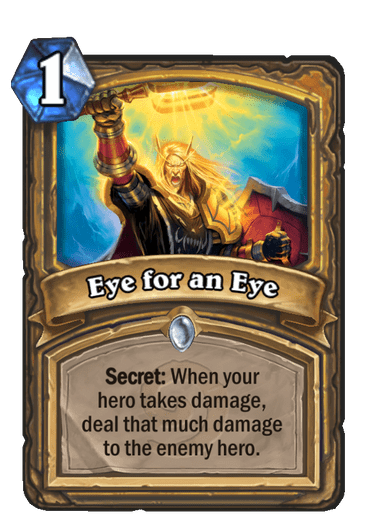 1
Eye for an Eye
Secret: When your
hero takes damage,
deal that much damage
to the enemy hero.